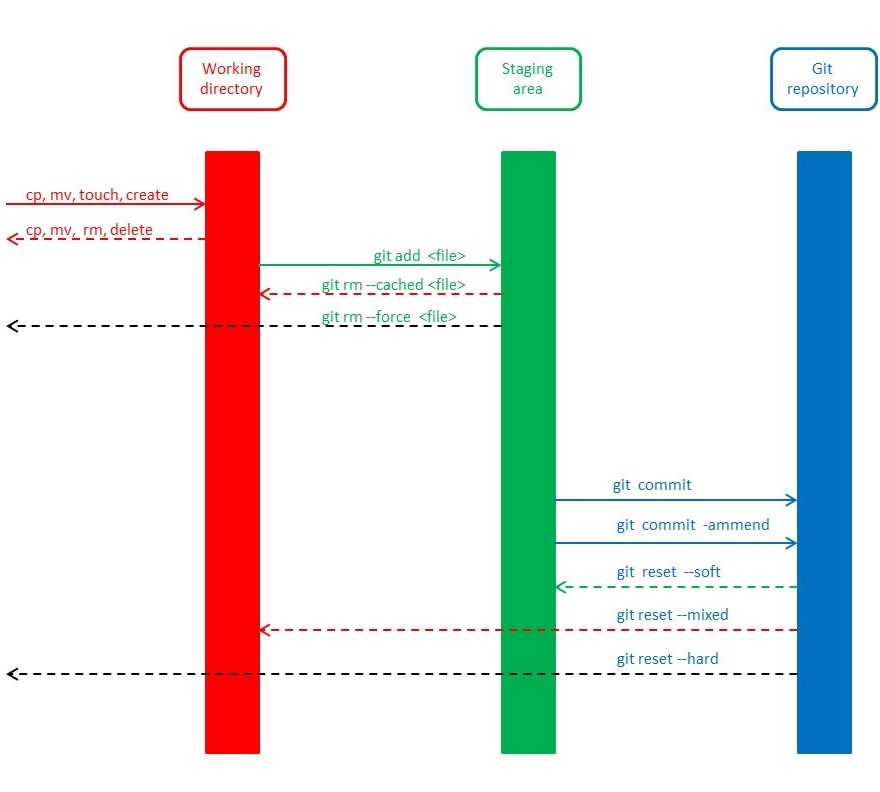 Working
directory
Staging
area
Git
repository
cp, mv, touch, create
cp, mv, rm, delete
git add <file>
git rm --cached <file>
git rm --force <file>
git commit
git commit -ammend
git reset --soft
git reset --mixed
git reset --hard